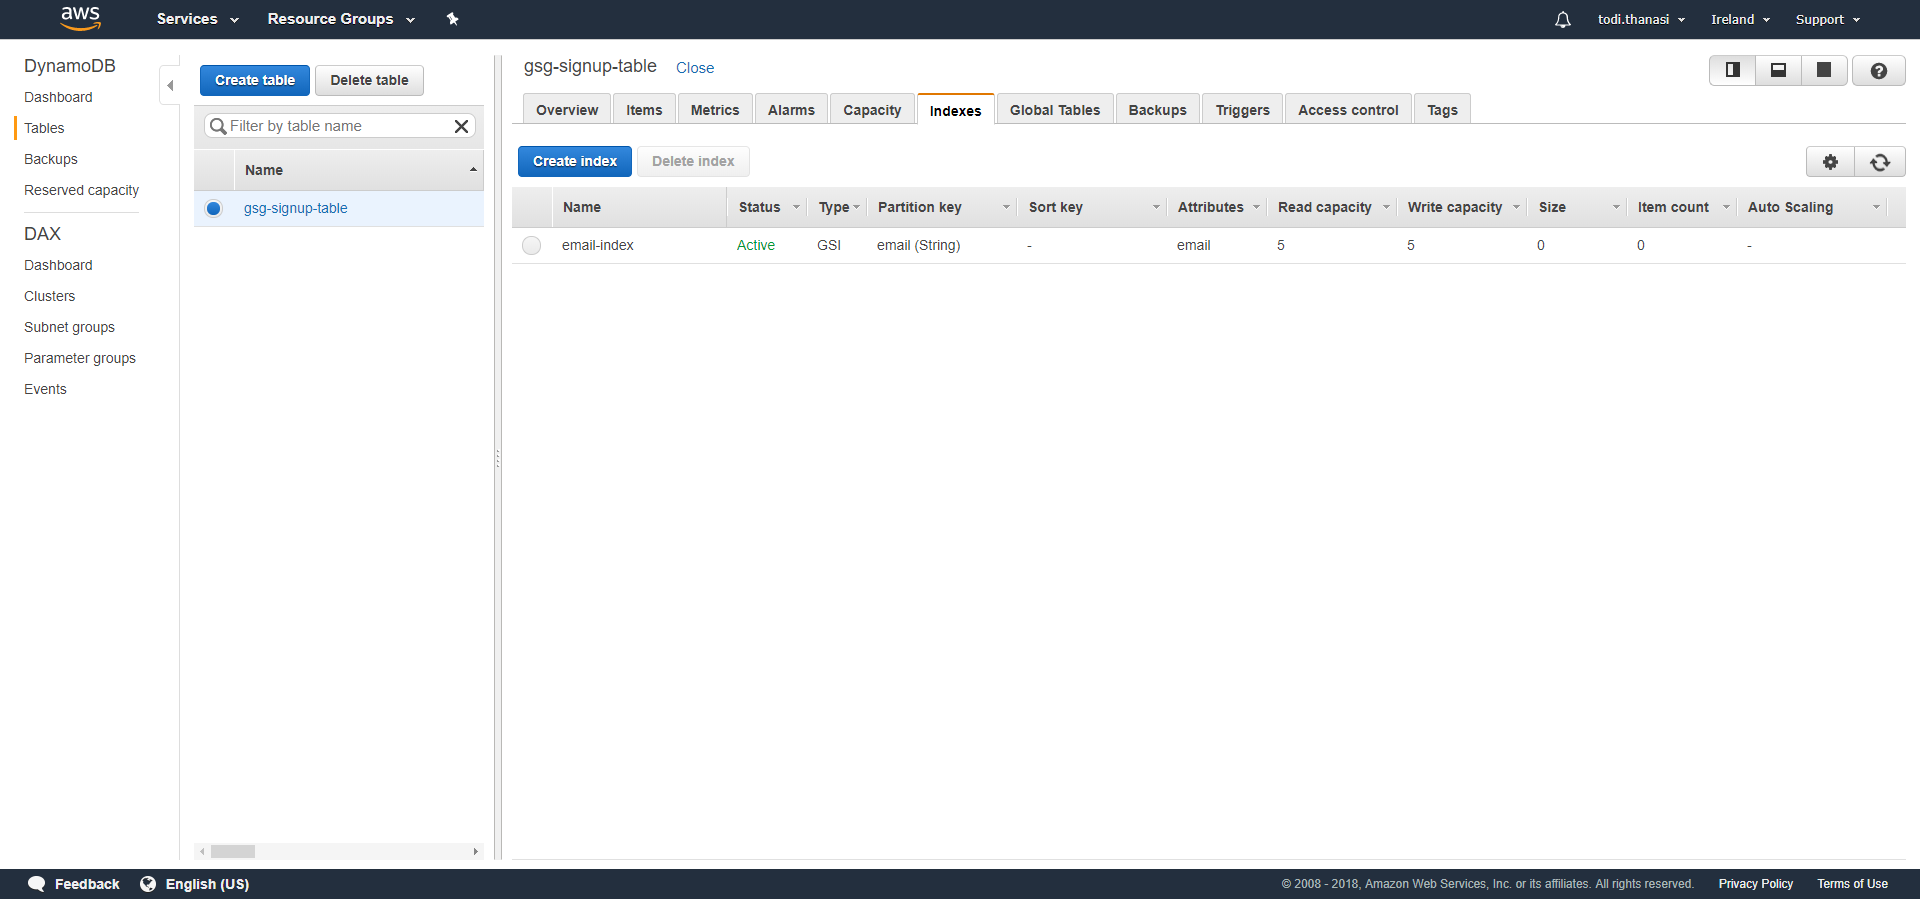 aws Services Resource Groups todi.thanasi Ireland Support
DynamoDB
Dashboard
Tables
Backups
Reserved capacity
DAX
Dashboard
Clusters
Subnet groups
Parameter groups
Events
Create table Delete table
Filter by table name
Name
gsg-signup-table
gsg-signup-table Close
Overview Items Metrics Alarms Capacity Indexes Global Tables Backups Triggers Access control Tags
Create index Delete index
Name Status Type Partition key Sort key Attributes Read capacity Write capacity Size Item count Auto Scaling
email-index Active GSI email (String) - email 5 5 0 0 -
Feedback English (US) © 2008 - 2018, Amazon Web Services, Inc. or its affiliates. All rights reserved. Privacy Policy Terms of Use